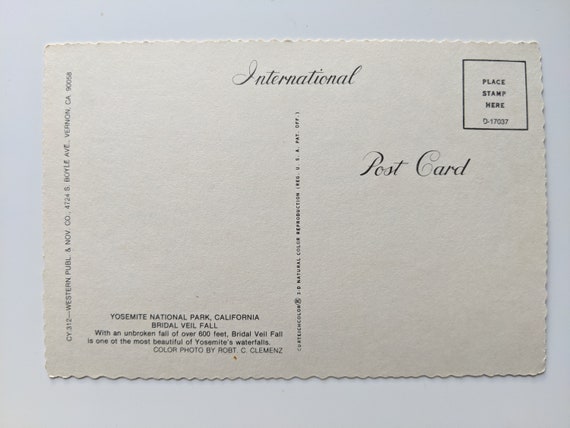 International
PLACE
STAMP
HERE
D-17037
Post Card
CY.312—WESTERN PUBL. & NOV. CO., 4724 S. BOYLE AVE., VERNON, CA. 90058
CURTEICHCOLOR® 3-D NATURAL COLOR REPRODUCTION (REG. U. S. A. PAT. OFF.)
YOSEMITE NATIONAL PARK, CALIFORNIA
BRIDAL VEIL FALL
With an unbroken fall of over 600 feet, Bridal Veil Fall
is one of the most beautiful of Yosemite's waterfalls.
COLOR PHOTO BY ROBT. C. CLEMENZ